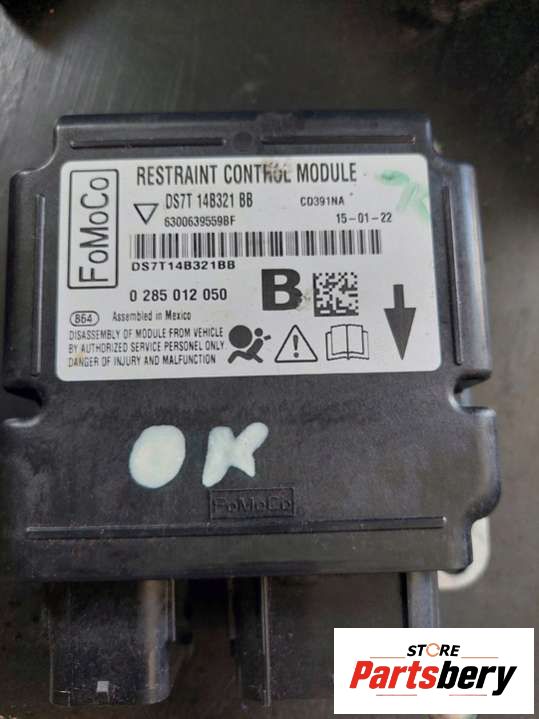 FoMoCo
RESTRAINT CONTROL MODULE
DS7T 14B321 BB
CD391NA
6300639559BF
15-01-22
DS7T14B321BB
0 285 012 050
B
864
Assembled in Mexico
DISASSEMBLY OF MODULE FROM VEHICLE
BY AUTHORIZED SERVICE PERSONEL ONLY
DANGER OF INJURY AND MALFUNCTION
OK
FoMoCo
STORE
Partsbery